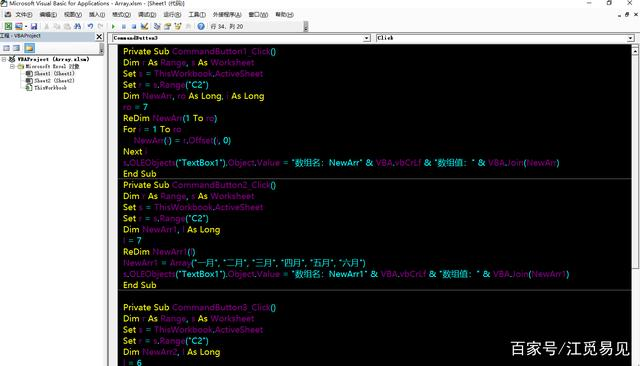 Microsoft Visual Basic for Applications - Array.xlsm - [Sheet1 (代码)]
文件(F) 编辑(E) 视图(V) 插入(I) 格式(O) 调试(D) 运行(R) 工具(T) 外接程序(A) 窗口(W) 帮助(H)
行 34, 列 20
工程 - VBAProject
VBAProject (Array.xlsm)
Microsoft Excel 对象
Sheet1 (Sheet1)
Sheet2 (Sheet2)
ThisWorkbook
CommandButton3
Click
Private Sub CommandButton1_Click()
Dim r As Range, s As Worksheet
Set s = ThisWorkbook.ActiveSheet
Set r = s.Range("C2")
Dim NewArr, ro As Long, i As Long
ro = 7
ReDim NewArr(1 To ro)
For i = 1 To ro
NewArr(i) = r.Offset(i, 0)
Next i
s.OLEObjects("TextBox1").Object.Value = "数组名：NewArr" & VBA.vbCrLf & "数组值：" & VBA.Join(NewArr)
End Sub
Private Sub CommandButton2_Click()
Dim r As Range, s As Worksheet
Set s = ThisWorkbook.ActiveSheet
Set r = s.Range("C2")
Dim NewArr1, l As Long
l = 7
ReDim NewArr1(l)
NewArr1 = Array("一月", "二月", "三月", "四月", "五月", "六月")
s.OLEObjects("TextBox1").Object.Value = "数组名：NewArr1" & VBA.vbCrLf & "数组值：" & VBA.Join(NewArr1)
End Sub
Private Sub CommandButton3_Click()
Dim r As Range, s As Worksheet
Set s = ThisWorkbook.ActiveSheet
Set r = s.Range("C2")
Dim NewArr2, l As Long
l = 6
百家号/江觅易见